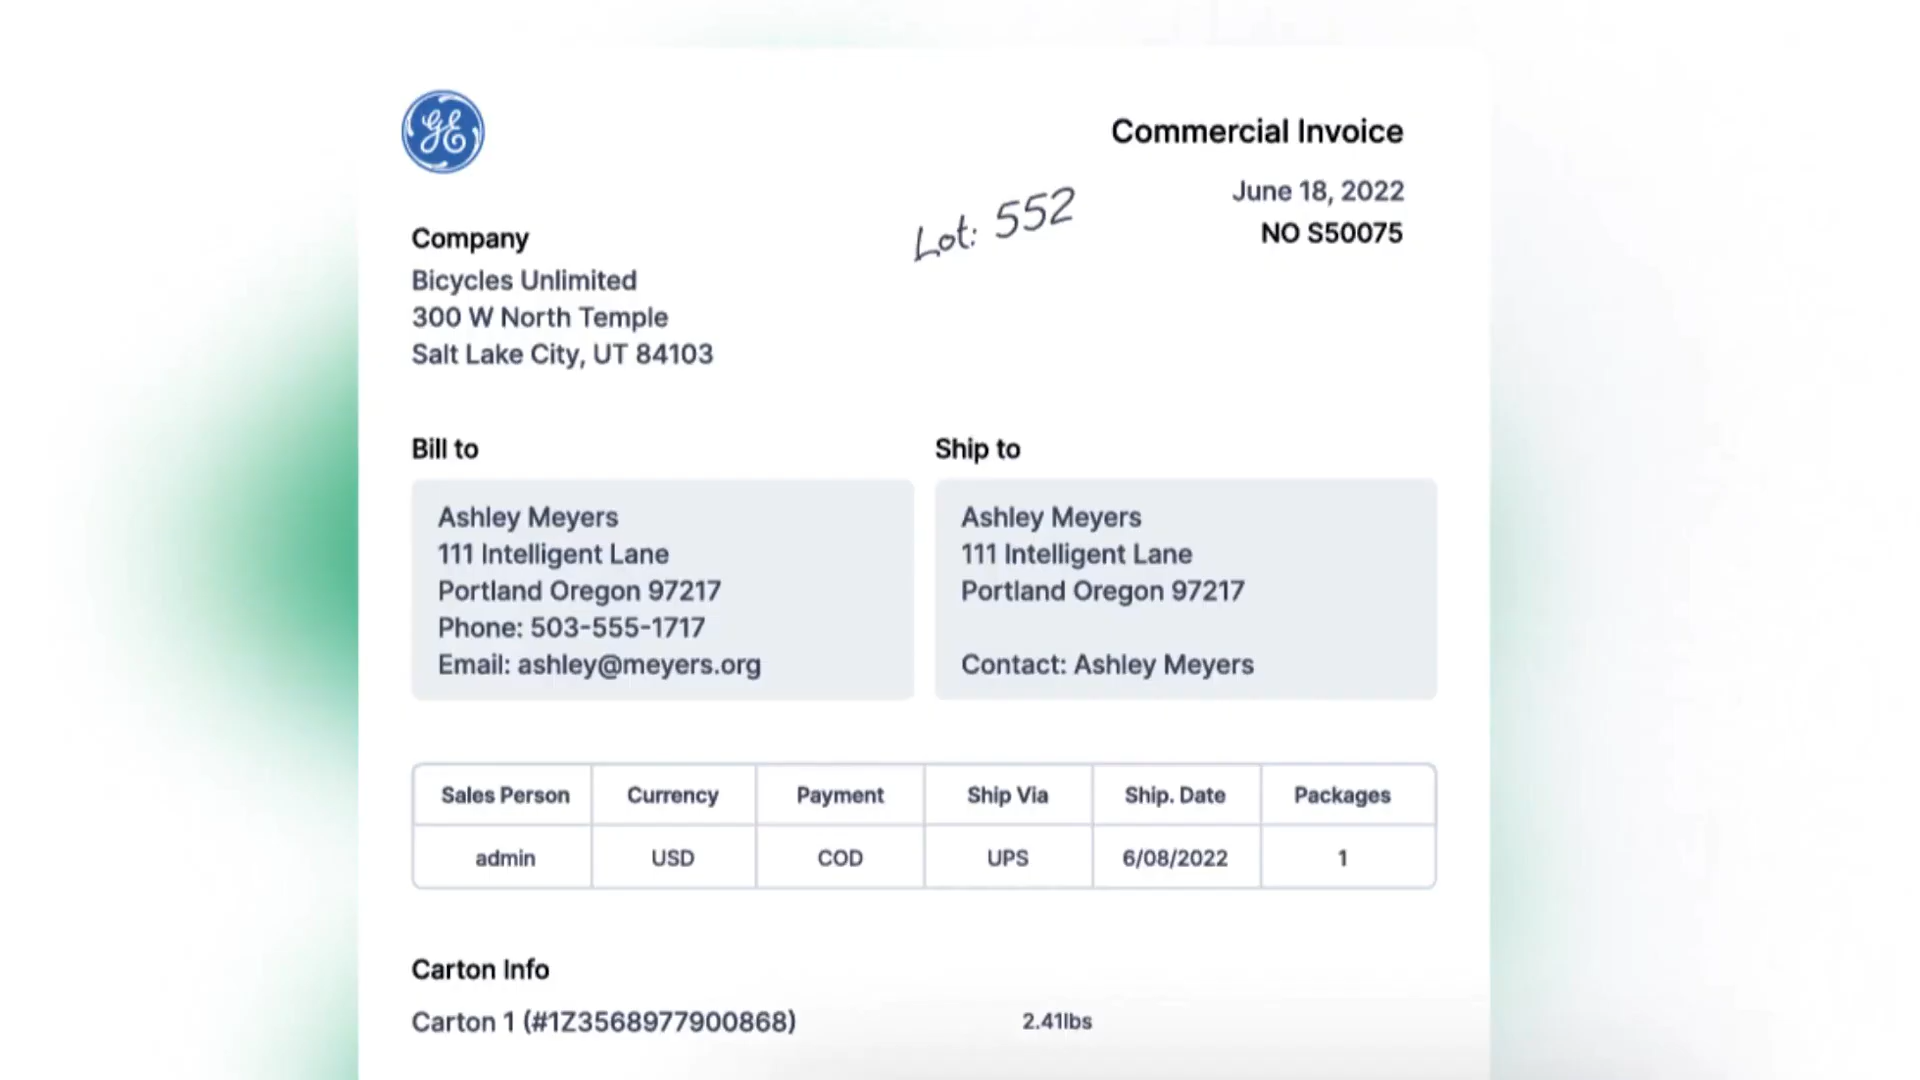 GE
Commercial Invoice
June 18, 2022
NO S50075
Lot: 552
Company
Bicycles Unlimited
300 W North Temple
Salt Lake City, UT 84103
Bill to
Ashley Meyers
111 Intelligent Lane
Portland Oregon 97217
Phone: 503-555-1717
Email: ashley@meyers.org
Ship to
Ashley Meyers
111 Intelligent Lane
Portland Oregon 97217
Contact: Ashley Meyers
Sales Person Currency Payment Ship Via Ship. Date Packages
admin USD COD UPS 6/08/2022 1
Carton Info
Carton 1 (#1Z3568977900868) 2.41lbs